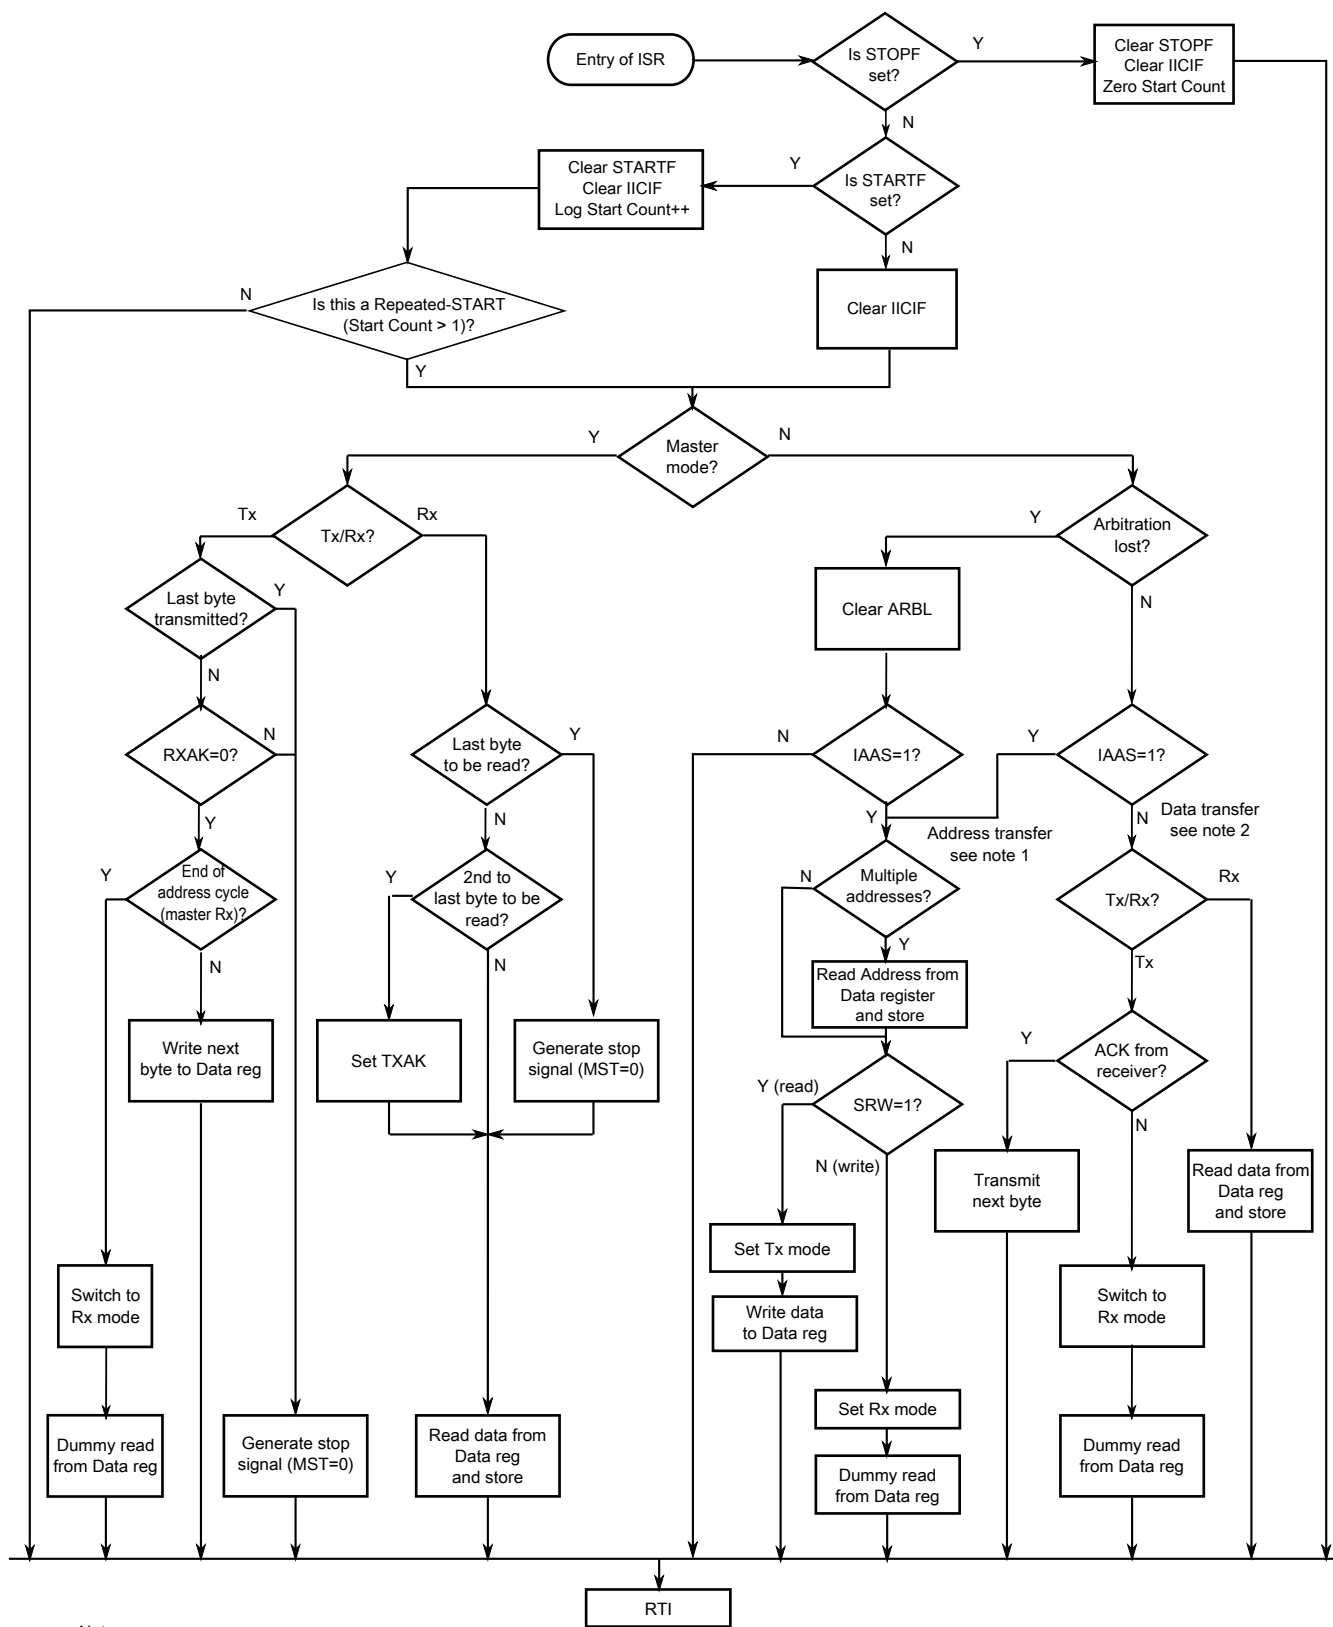 Entry of ISR
Is STOPF
set?
Y
Clear STOPF
Clear IICIF
Zero Start Count
N
Clear STARTF
Clear IICIF
Log Start Count++
Y
Is STARTF
set?
N
Clear IICIF
N
Is this a Repeated-START
(Start Count > 1)?
Y
Y
Master
mode?
N
Tx
Tx/Rx?
Rx
Y
Arbitration
lost?
N
Last byte
transmitted?
Y
N
Clear ARBL
RXAK=0?
N
Y
Last byte
to be read?
Y
N
N
IAAS=1?
Y
Y
IAAS=1?
N
Data transfer
see note 2
Address transfer
see note 1
Y
End of
address cycle
(master Rx)?
N
Y
2nd to
last byte to be
read?
N
N
Multiple
addresses?
Y
Tx/Rx?
Rx
Tx
Read Address from
Data register
and store
Write next
byte to Data reg
Set TXAK
Generate stop
signal (MST=0)
Y
ACK from
receiver?
N
Y (read)
SRW=1?
N (write)
Transmit
next byte
Read data from
Data reg
and store
Set Tx mode
Write data
to Data reg
Switch to
Rx mode
Switch to
Rx mode
Set Rx mode
Dummy read
from Data reg
Generate stop
signal (MST=0)
Read data from
Data reg
and store
Dummy read
from Data reg
Dummy read
from Data reg
RTI